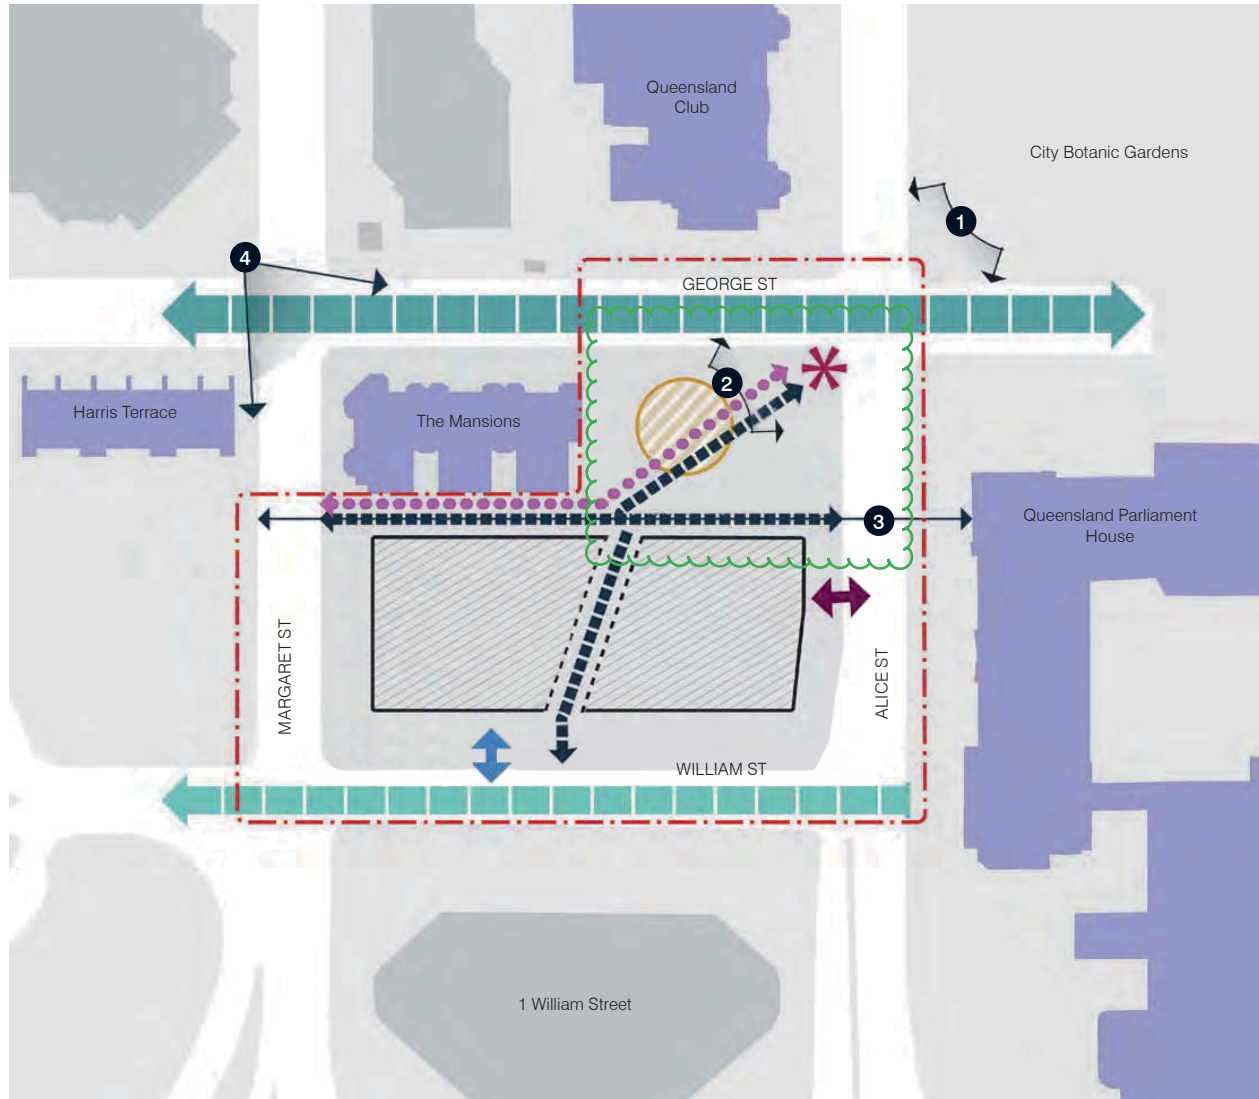 Queensland
Club
City Botanic Gardens
1
4
GEORGE ST
2
Harris Terrace
The Mansions
3
Queensland Parliament
House
MARGARET ST
ALICE ST
WILLIAM ST
1 William Street